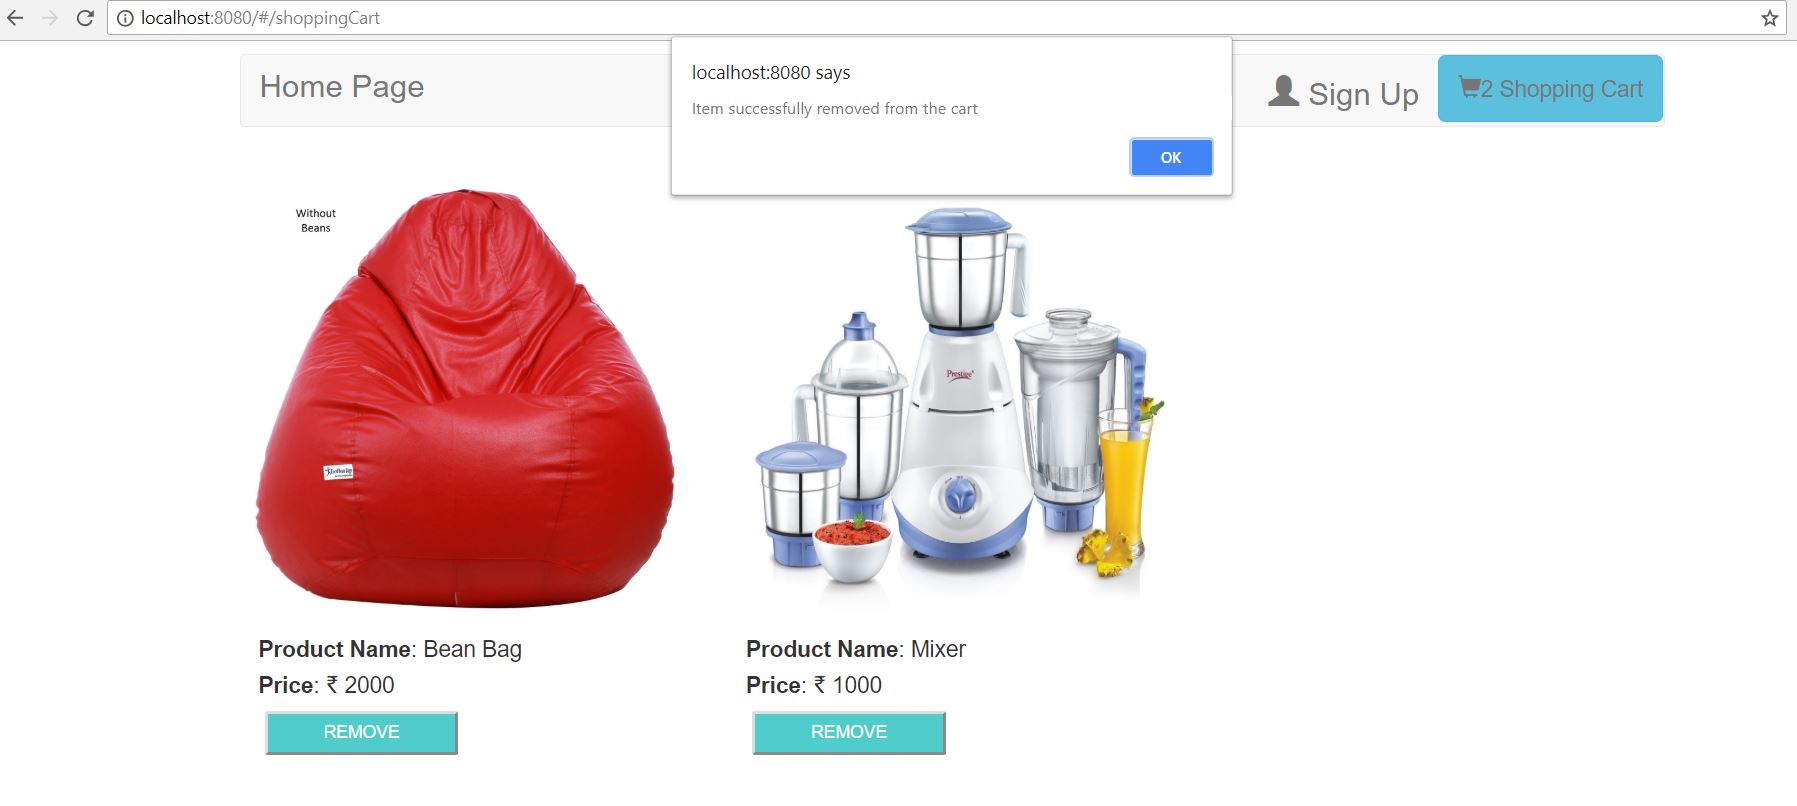 localhost:8080/#/shoppingCart
localhost:8080 says
Item successfully removed from the cart
OK
Home Page
Sign Up
2 Shopping Cart
Without
Beans
Prestige
Product Name: Bean Bag
Price: ₹ 2000
REMOVE
Product Name: Mixer
Price: ₹ 1000
REMOVE